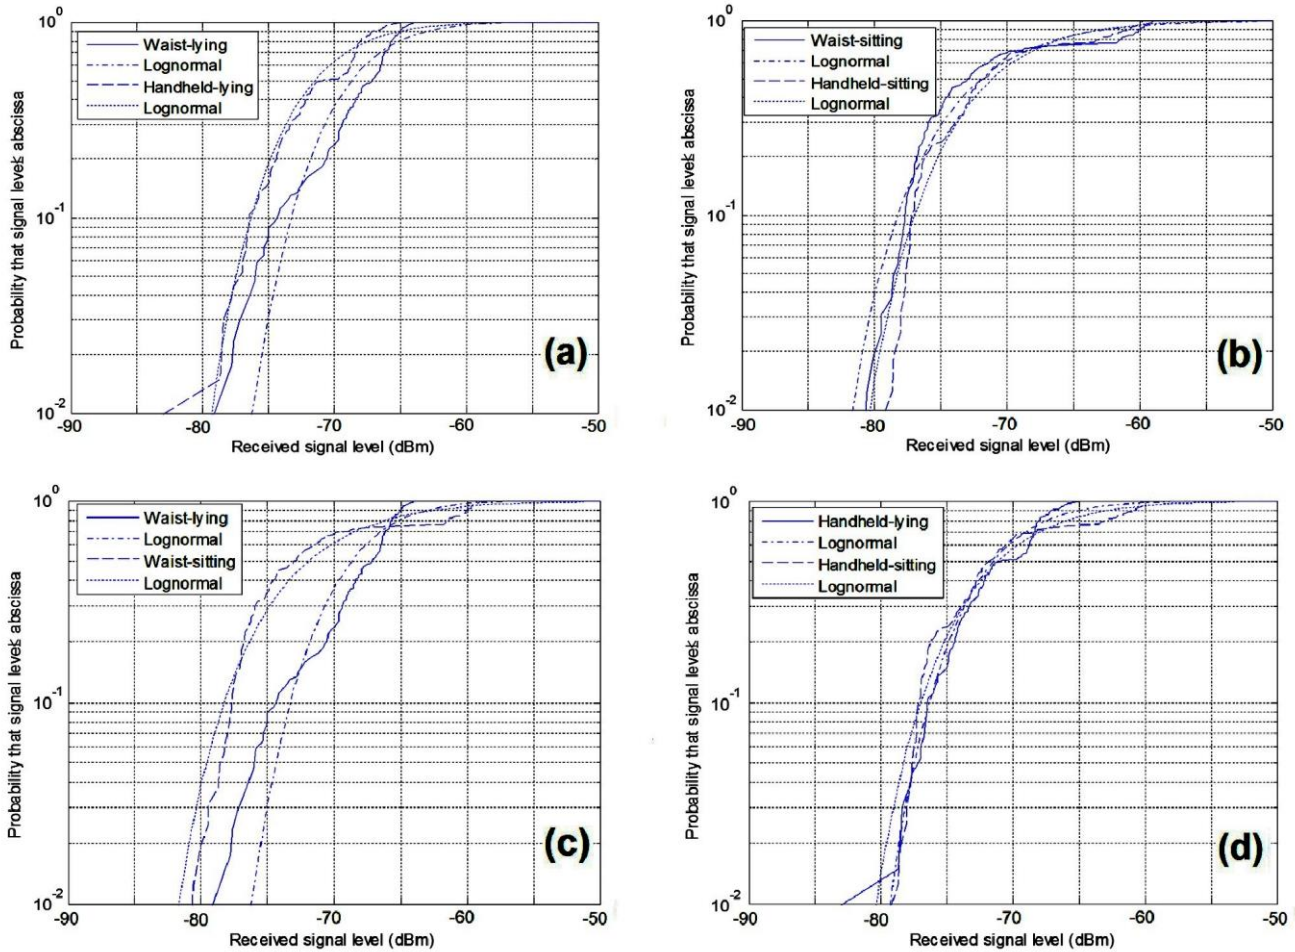 Probability that signal level≤ abscissa
10⁰
10⁻¹
10⁻²
Waist-lying
Lognormal
Handheld-lying
Lognormal
(a)
-90 -80 -70 -60 -50
Received signal level (dBm)
Probability that signal level≤ abscissa
10⁰
10⁻¹
10⁻²
Waist-sitting
Lognormal
Handheld-sitting
Lognormal
(b)
-90 -80 -70 -60 -50
Received signal level (dBm)
Probability that signal level≤ abscissa
10⁰
10⁻¹
10⁻²
Waist-lying
Lognormal
Waist-sitting
Lognormal
(c)
-90 -80 -70 -60 -50
Received signal level (dBm)
Probability that signal level≤ abscissa
10⁰
10⁻¹
10⁻²
Handheld-lying
Lognormal
Handheld-sitting
Lognormal
(d)
-90 -80 -70 -60 -50
Received signal level (dBm)